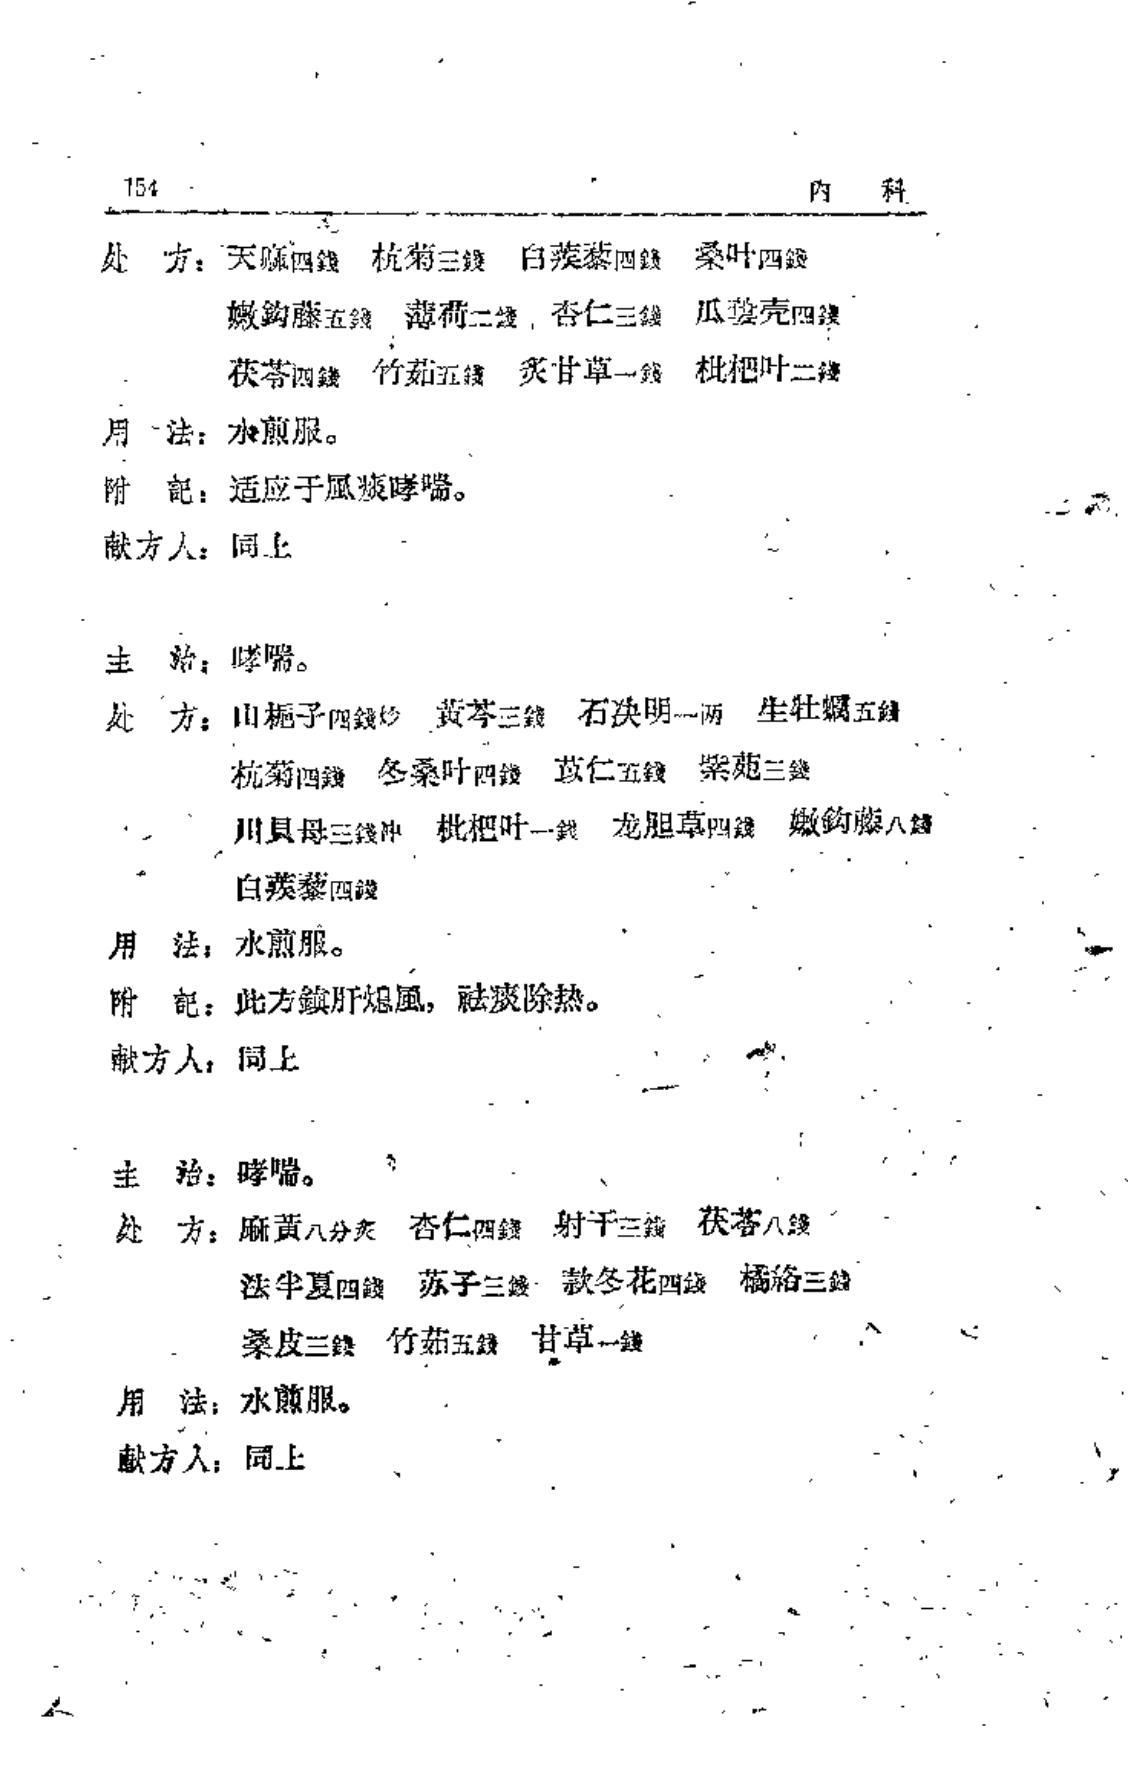 154 内 科
处 方：天麻四錢 杭菊三錢 白蒺藜四錢 桑叶四錢
嫩鈎藤五錢 薄荷二錢 杏仁三錢 瓜蔞壳四錢
茯苓四錢 竹茹五錢 炙甘草一錢 枇杷叶二錢
用 法：水煎服。
附 記：适应于風痰哮喘。
献方人：同上
主 治：哮喘。
处 方：山梔子四錢炒 黄芩三錢 石决明一两 生牡蠣五錢
杭菊四錢 冬桑叶四錢 苡仁五錢 紫菀三錢
川貝母三錢冲 枇杷叶一錢 龙胆草四錢 嫩鈎藤八錢
白蒺藜四錢
用 法：水煎服。
附 記：此方鎮肝熄風，祛痰除热。
献方人：同上
主 治：哮喘。
处 方：麻黄八分炙 杏仁四錢 射干三錢 茯苓八錢
法半夏四錢 苏子三錢 款冬花四錢 橘絡三錢
桑皮三錢 竹茹五錢 甘草一錢
用 法：水煎服。
献方人：同上